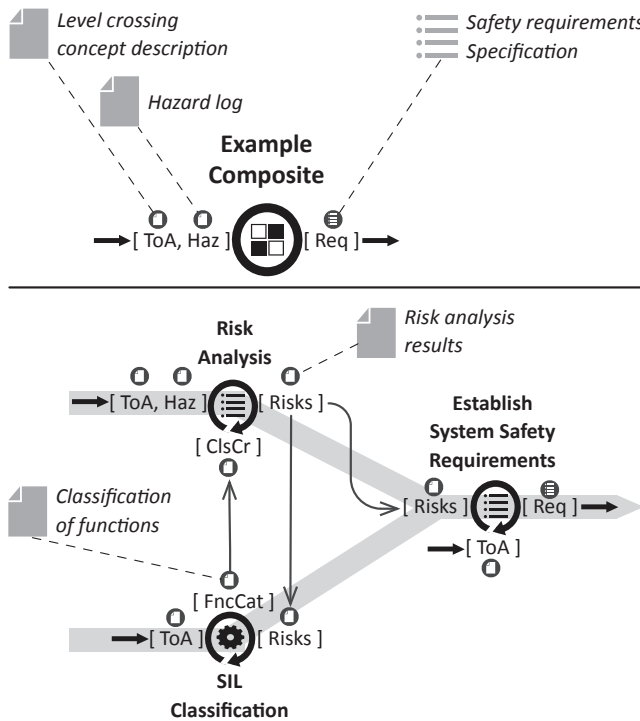 Level crossing
concept description
Safety requirements
Specification
Hazard log
Example
Composite
[ ToA, Haz ]
[ Req ]
Risk
Analysis
Risk analysis
results
[ ToA, Haz ]
[ Risks ]
[ ClsCr ]
Establish
System Safety
Requirements
[ Risks ]
[ Req ]
[ ToA ]
Classification
of functions
[ FncCat ]
[ ToA ]
[ Risks ]
SIL
Classification